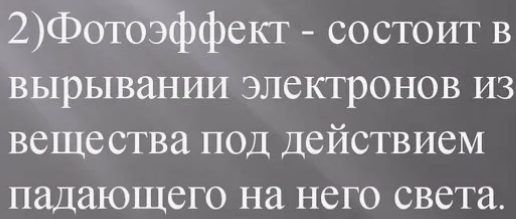 2)Фотоэффект - состоит в
вырывании электронов из
вещества под действием
падающего на него света.